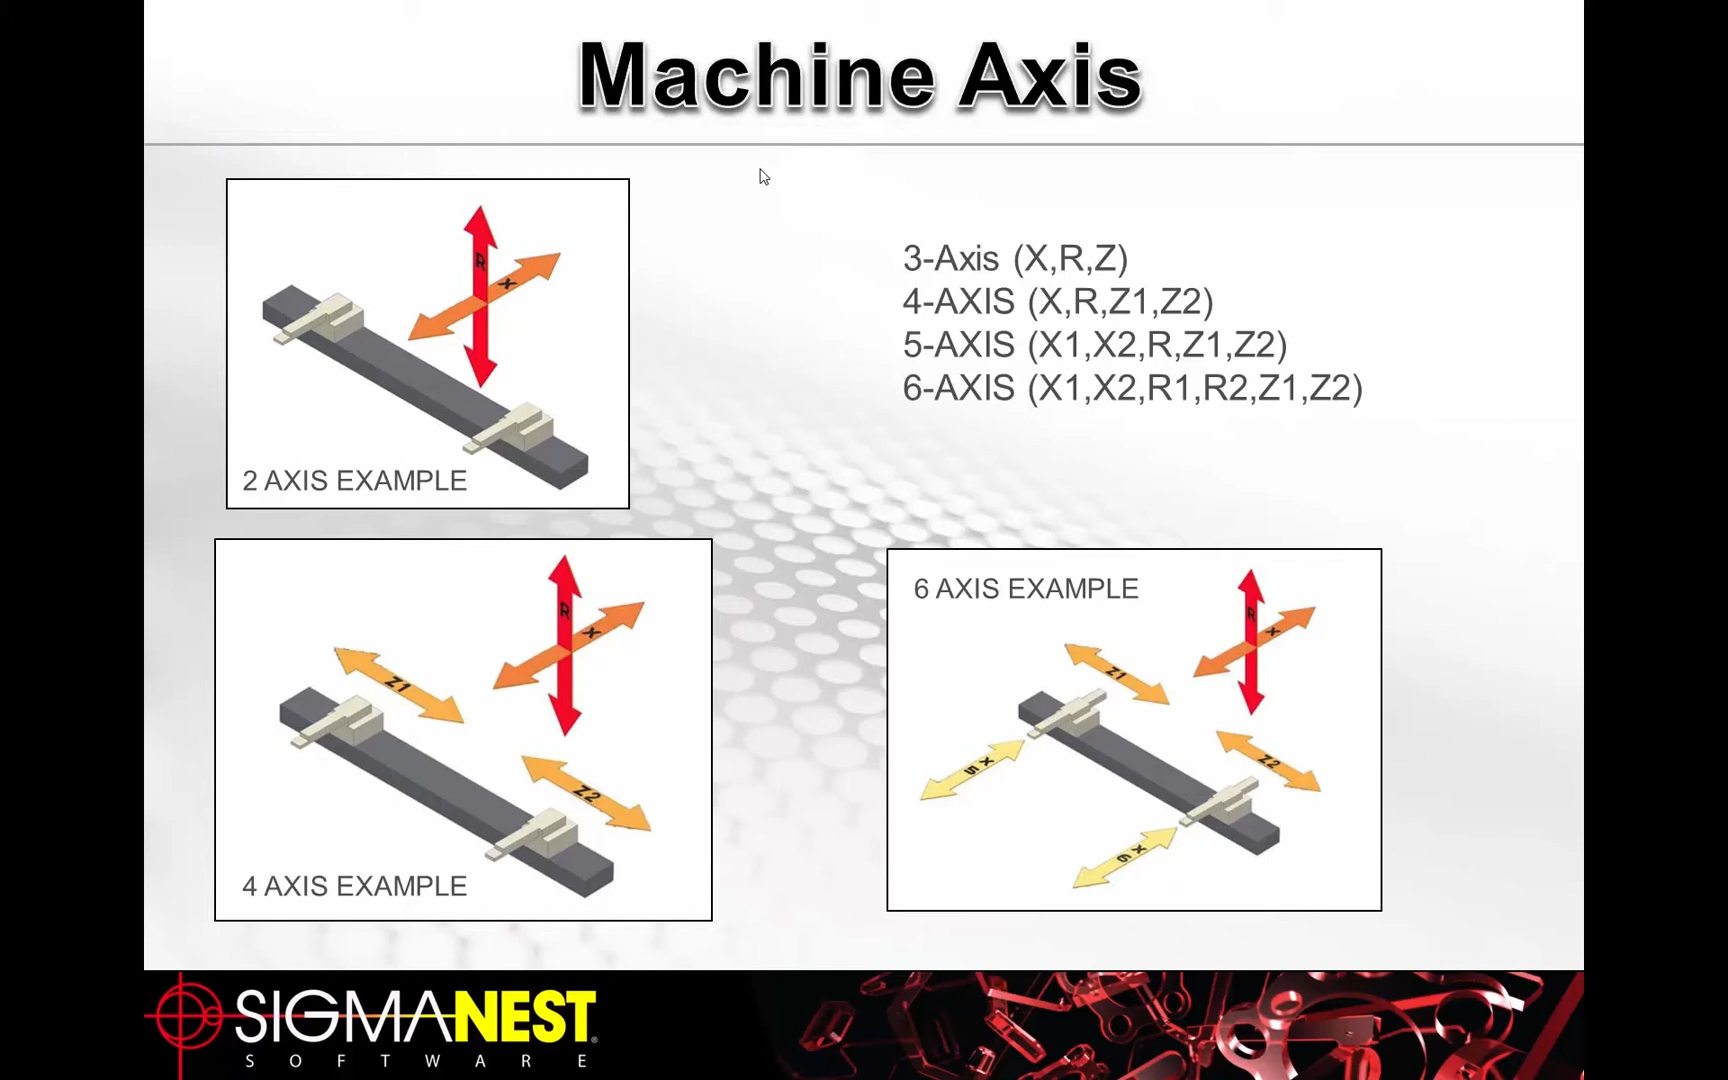 Machine Axis
R
X
2 AXIS EXAMPLE
3-Axis (X,R,Z)
4-AXIS (X,R,Z1,Z2)
5-AXIS (X1,X2,R,Z1,Z2)
6-AXIS (X1,X2,R1,R2,Z1,Z2)
R
X
Z1
Z2
4 AXIS EXAMPLE
6 AXIS EXAMPLE
R
X
Z1
Z2
X5
X6
SIGMANEST®
SOFTWARE